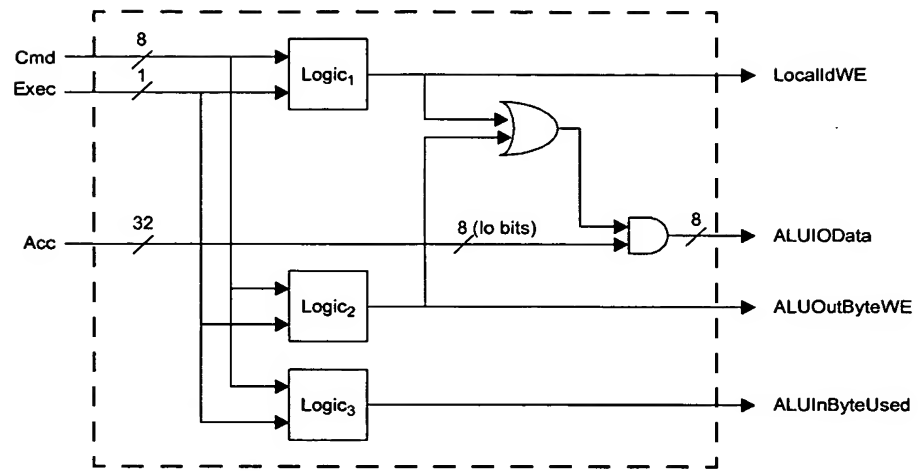 8
Cmd
Logic₁
LocalIdWE
1
Exec
32
8 (lo bits)
8
Acc
ALUIOData
Logic₂
ALUOutByteWE
Logic₃
ALUInByteUsed